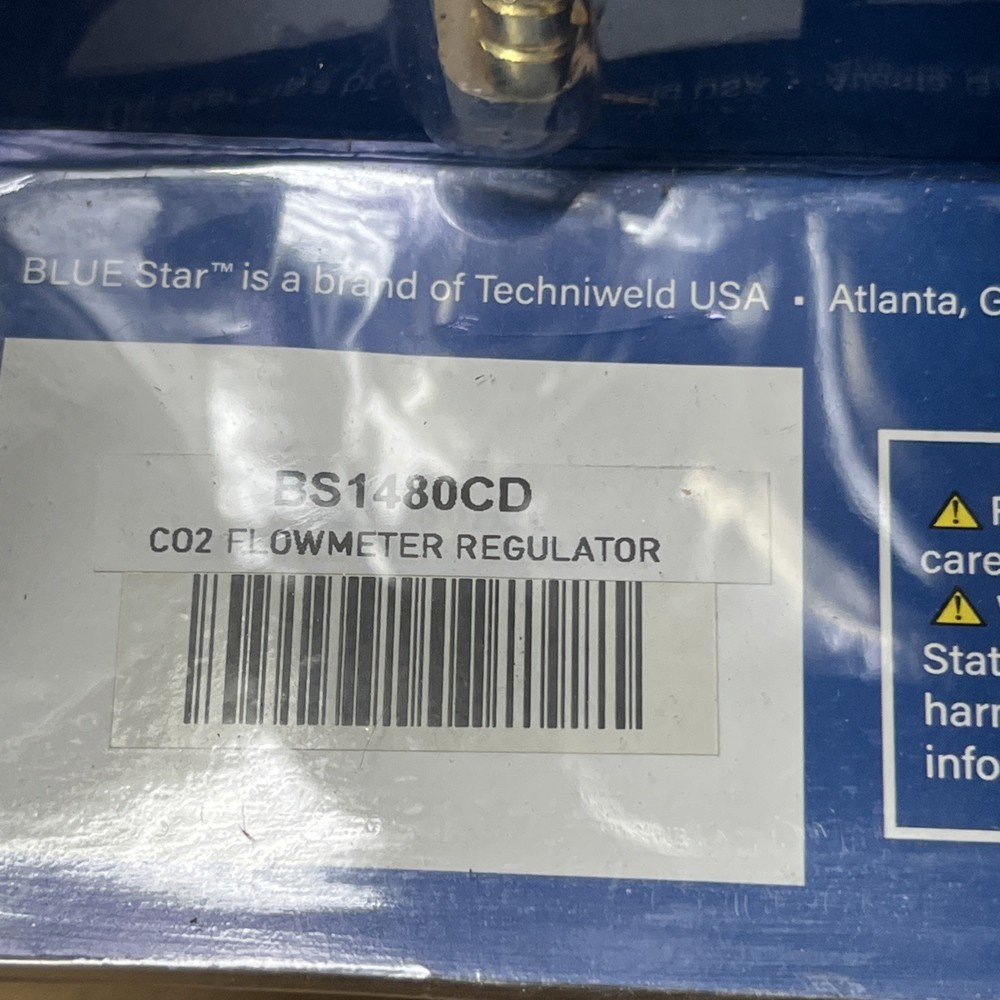 BLUE Star™ is a brand of Techniweld USA · Atlanta, G
BS1480CD
CO2 FLOWMETER REGULATOR
care
Stat
harr
info